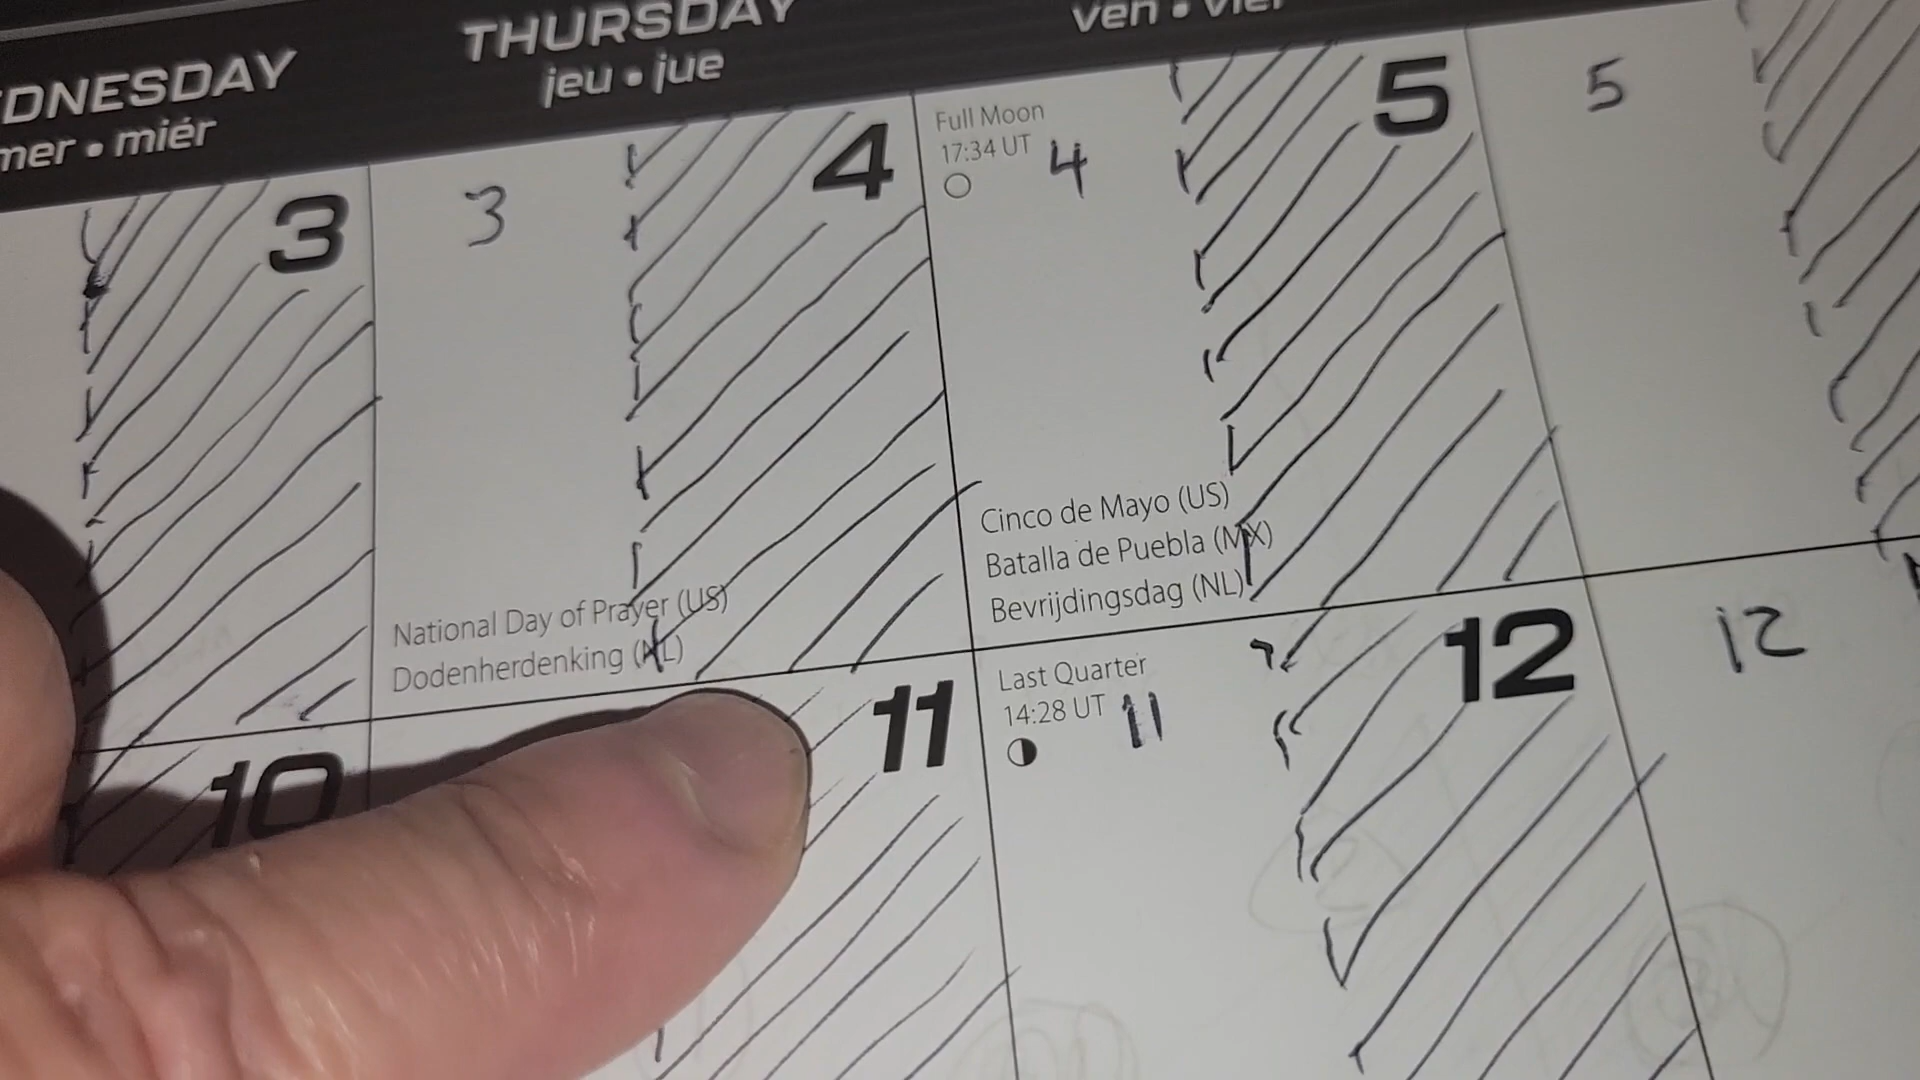 DNESDAY
mer • miér
THURSDAY
jeu • jue
ven • vier
3
3
4
Full Moon
17:34 UT
4
5
5
National Day of Prayer (US)
Dodenherdenking (NL)
Cinco de Mayo (US)
Batalla de Puebla (MX)
Bevrijdingsdag (NL)
10
11
Last Quarter
14:28 UT
11
12
12